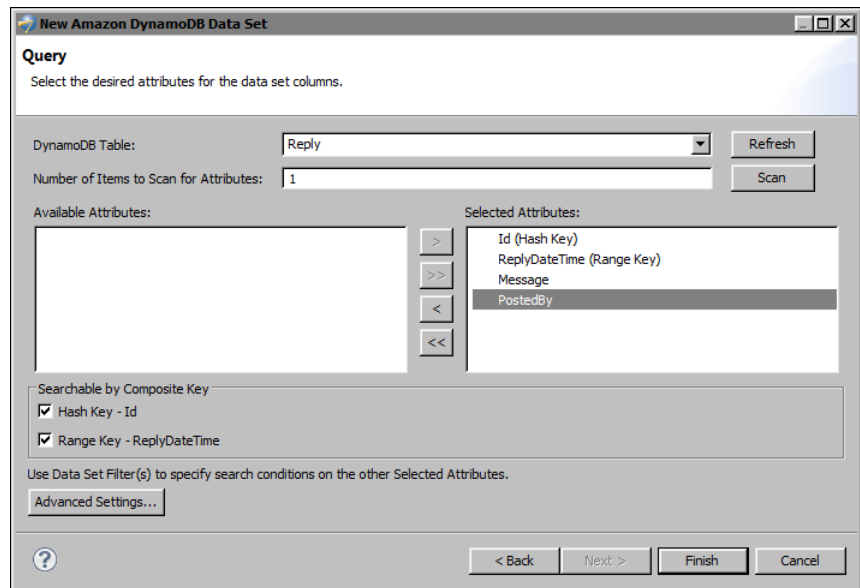 New Amazon DynamoDB Data Set
Query
Select the desired attributes for the data set columns.
DynamoDB Table: Reply Refresh
Number of Items to Scan for Attributes: 1 Scan
Available Attributes: Selected Attributes:
Id (Hash Key)
> ReplyDateTime (Range Key)
>> Message
PostedBy
<
<<
Searchable by Composite Key
Hash Key - Id
Range Key - ReplyDateTime
Use Data Set Filter(s) to specify search conditions on the other Selected Attributes.
Advanced Settings...
? < Back Next > Finish Cancel